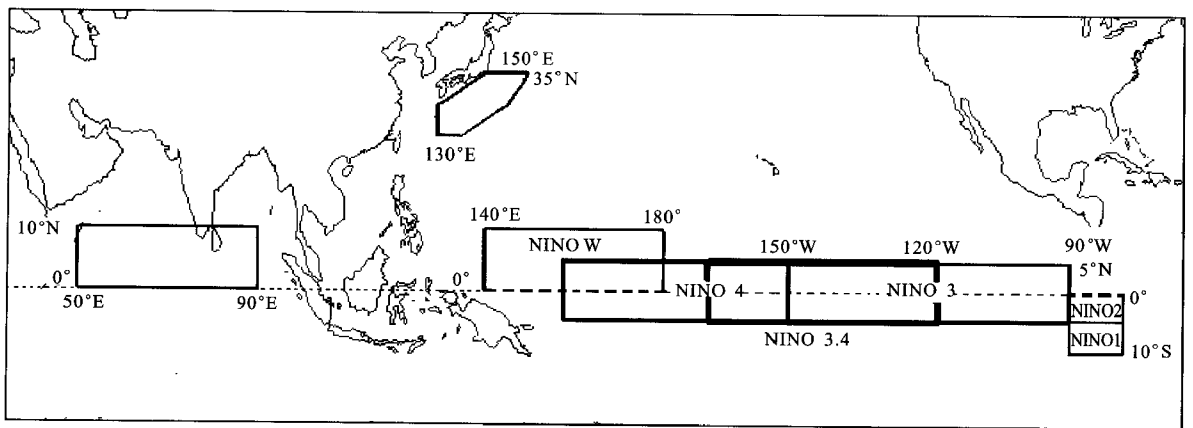 150°E
35°N
130°E
10°N
0°
50°E
90°E
140°E
180°
NINO W
0°
150°W
120°W
90°W
5°N
NINO 4
NINO 3
0°
NINO2
NINO 3.4
NINO1
10°S